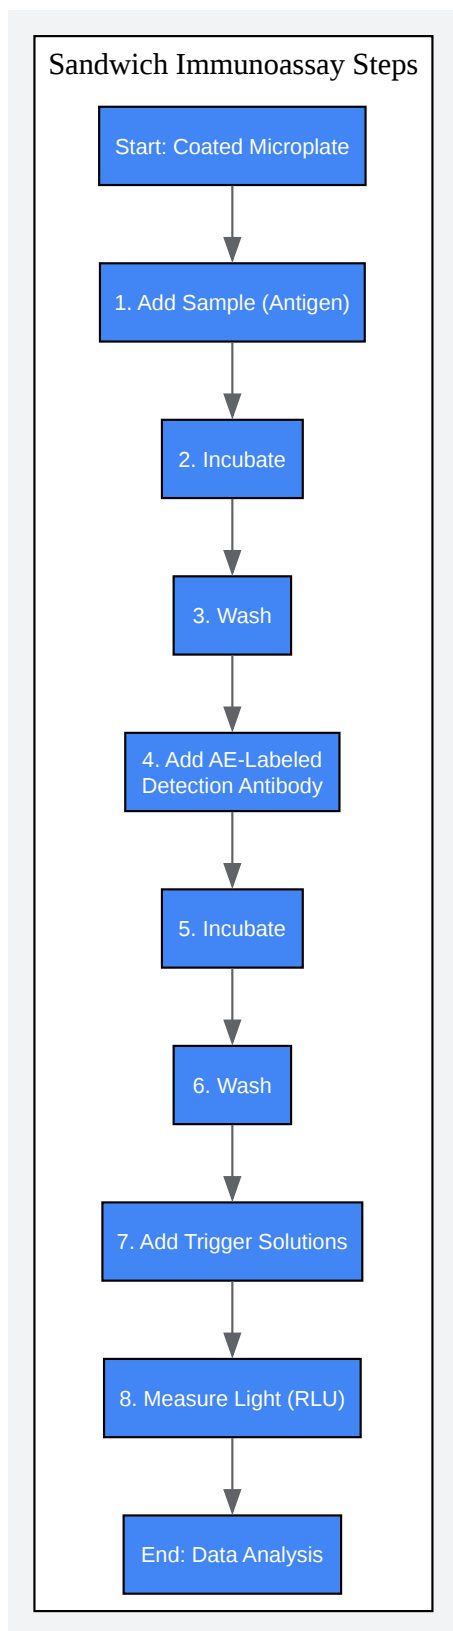 Sandwich Immunoassay Steps
Start: Coated Microplate
1. Add Sample (Antigen)
2. Incubate
3. Wash
4. Add AE-Labeled
Detection Antibody
5. Incubate
6. Wash
7. Add Trigger Solutions
8. Measure Light (RLU)
End: Data Analysis